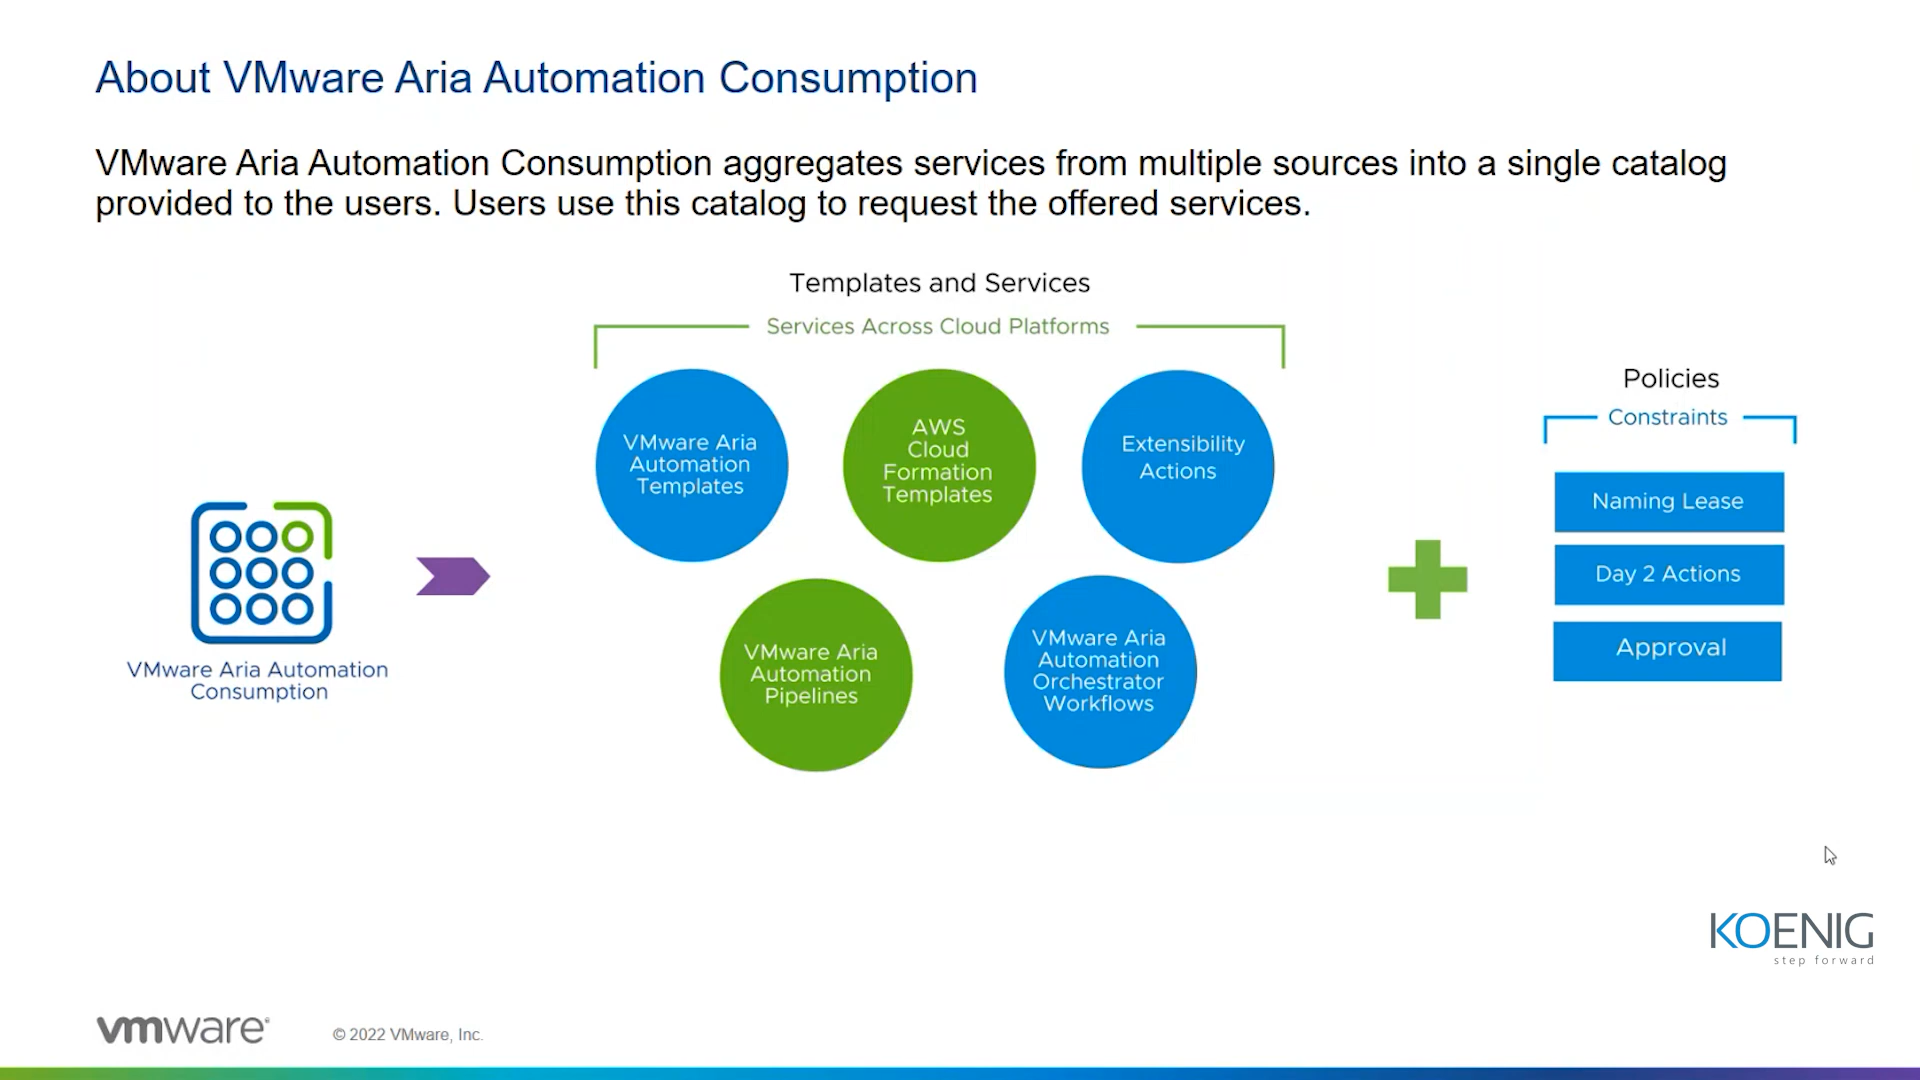 About VMware Aria Automation Consumption
VMware Aria Automation Consumption aggregates services from multiple sources into a single catalog
provided to the users. Users use this catalog to request the offered services.
Templates and Services
Services Across Cloud Platforms
VMware Aria
Automation
Templates
AWS
Cloud
Formation
Templates
Extensibility
Actions
VMware Aria
Automation
Pipelines
VMware Aria
Automation
Orchestrator
Workflows
VMware Aria Automation
Consumption
Policies
Constraints
Naming Lease
Day 2 Actions
Approval
KOENIG
step forward
vmware®
© 2022 VMware, Inc.